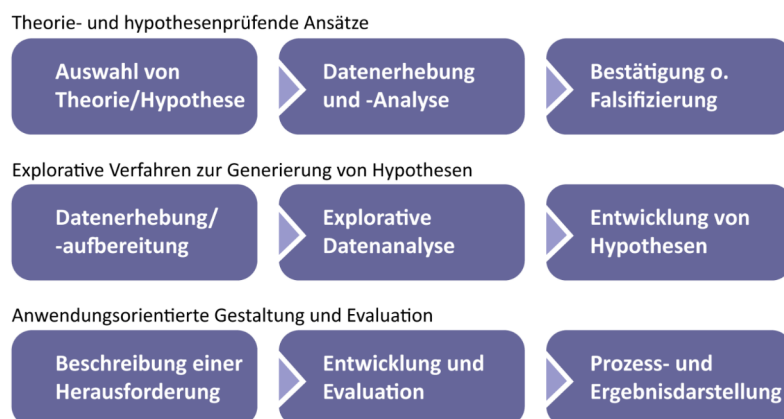 Theorie- und hypothesenprüfende Ansätze
Auswahl von
Theorie/Hypothese
Datenerhebung
und -Analyse
Bestätigung o.
Falsifizierung
Explorative Verfahren zur Generierung von Hypothesen
Datenerhebung/
-aufbereitung
Explorative
Datenanalyse
Entwicklung von
Hypothesen
Anwendungsorientierte Gestaltung und Evaluation
Beschreibung einer
Herausforderung
Entwicklung und
Evaluation
Prozess- und
Ergebnisdarstellung